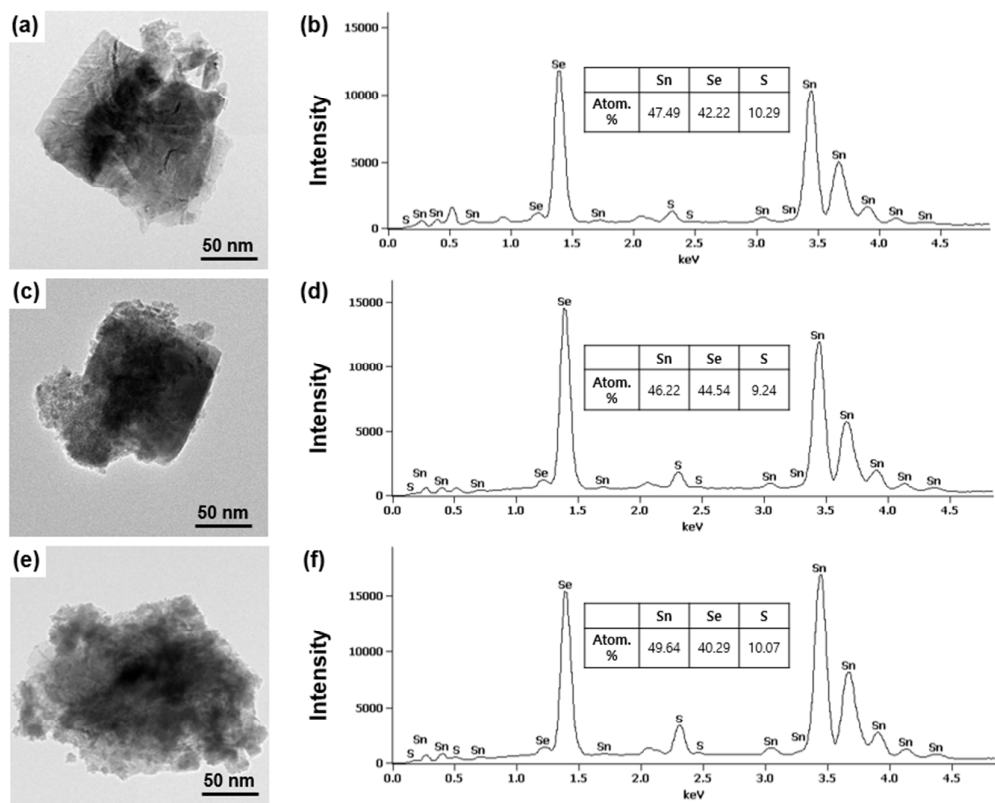 (a)
50 nm
(b)
Intensity
15000
10000
5000
0
Se
Sn
Sn
Sn
Sn
Sn
S
Sn
Sn
Sn
Se
Sn
S
S
Sn
Sn
Sn Se S
Atom. % 47.49 42.22 10.29
0.0 0.5 1.0 1.5 2.0 2.5 3.0 3.5 4.0 4.5
keV
(c)
50 nm
(d)
Intensity
15000
10000
5000
0
Se
Sn
Sn
Sn
Sn
Sn
S
Sn
Sn
Sn
Se
Sn
S
S
Sn
Sn
Sn Se S
Atom. % 46.22 44.54 9.24
0.0 0.5 1.0 1.5 2.0 2.5 3.0 3.5 4.0 4.5
keV
(e)
50 nm
(f)
Intensity
15000
10000
5000
0
Se
Sn
Sn
Sn
Sn
Sn
S
Sn
Sn
S
Sn
Se
Sn
S
S
Sn
Sn
Sn Se S
Atom. % 49.64 40.29 10.07
0.0 0.5 1.0 1.5 2.0 2.5 3.0 3.5 4.0 4.5
keV